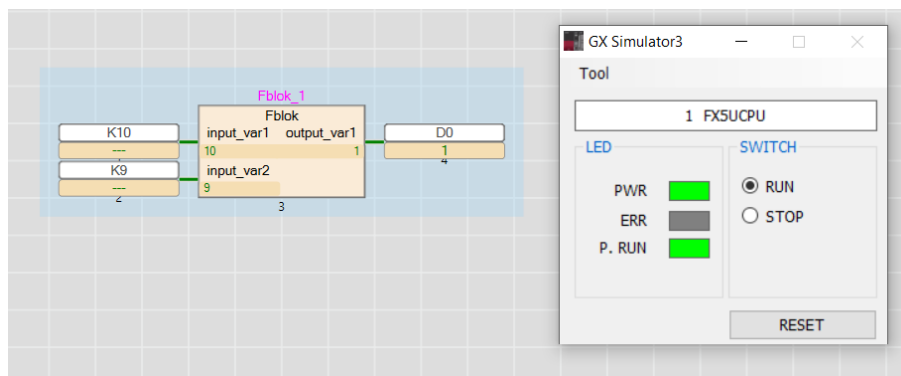 Fblok_1
Fblok
K10
input_var1 output_var1
D0
---
10
1
1
K9
input_var2
4
---
9
2
3
GX Simulator3
Tool
1 FX5UCPU
LED
SWITCH
PWR
RUN
ERR
STOP
P. RUN
RESET